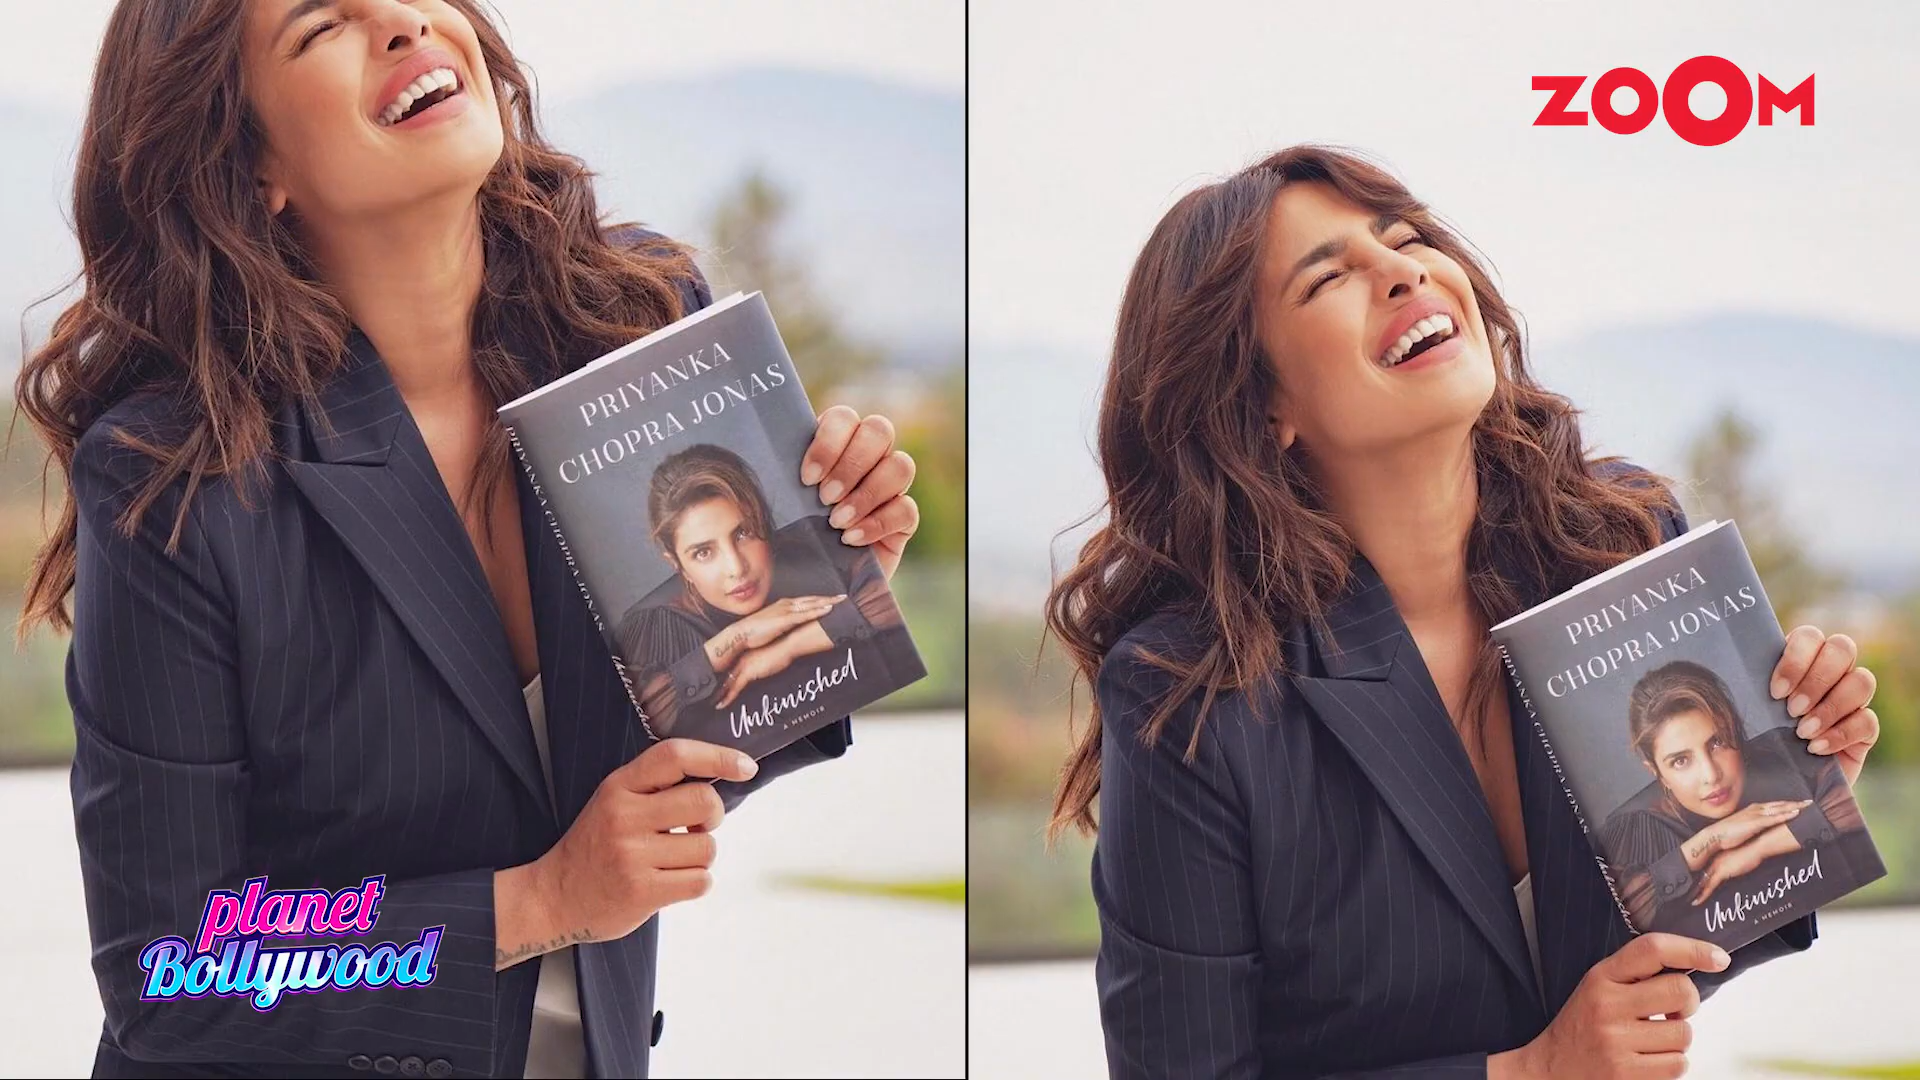 PRIYANKA
CHOPRA JONAS
PRIYANKA CHOPRA JONAS
Unfinished
A MEMOIR
planet
Bollywood
zoom
PRIYANKA
CHOPRA JONAS
PRIYANKA CHOPRA JONAS
Unfinished
A MEMOIR